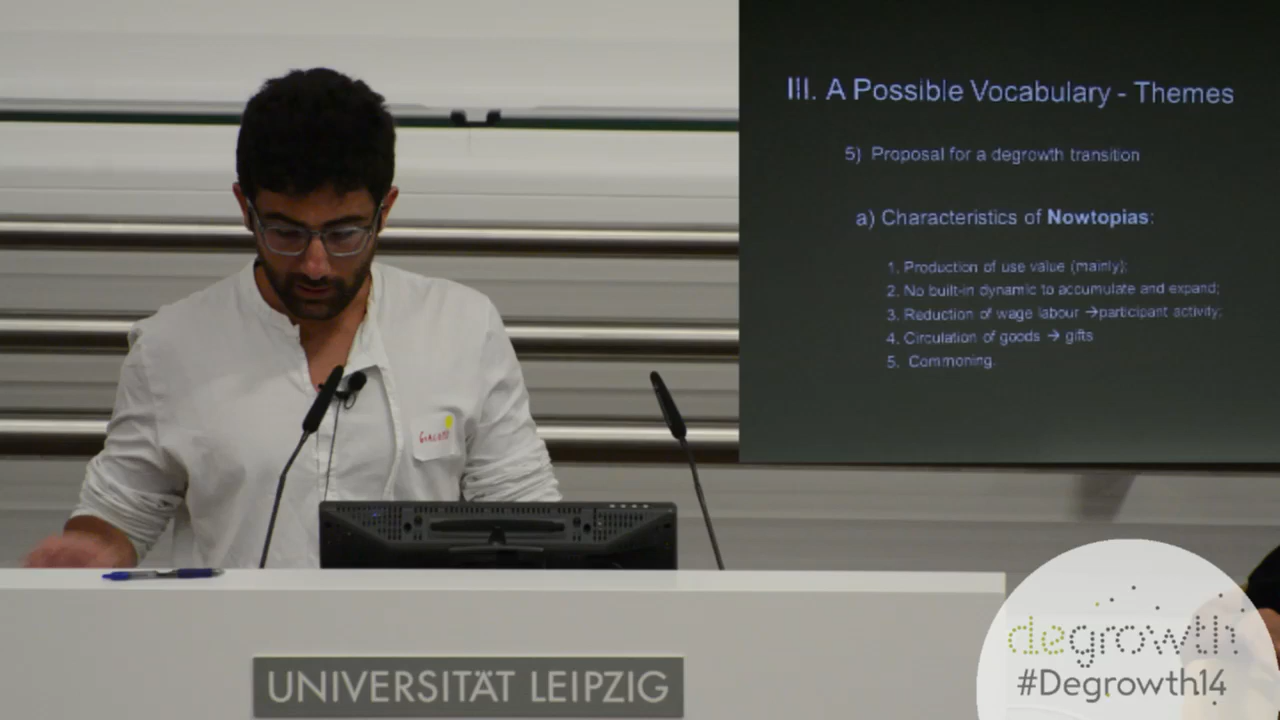 III. A Possible Vocabulary - Themes
5) Proposal for a degrowth transition
a) Characteristics of Nowtopias:
1. Production of use value (mainly);
2. No built-in dynamic to accumulate and expand;
3. Reduction of wage labour →participant activity;
4. Circulation of goods → gifts
5. Commoning.
UNIVERSITÄT LEIPZIG
degrowth
#Degrowth14